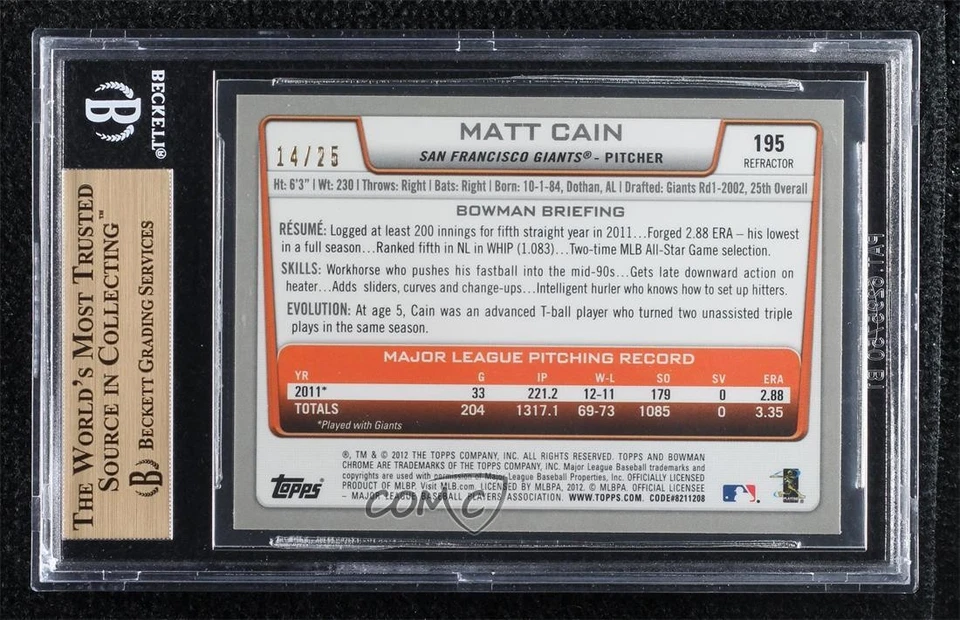 BECKETT®
THE WORLD'S MOST TRUSTED
SOURCE IN COLLECTING™
B BECKETT GRADING SERVICES
MATT CAIN
14/25
SAN FRANCISCO GIANTS® - PITCHER
195
REFRACTOR
Ht: 6'3" | Wt: 230 | Throws: Right | Bats: Right | Born: 10-1-84, Dothan, AL | Drafted: Giants Rd1-2002, 25th Overall
BOWMAN BRIEFING
RÉSUMÉ: Logged at least 200 innings for fifth straight year in 2011...Forged 2.88 ERA – his lowest
in a full season...Ranked fifth in NL in WHIP (1.083)...Two-time MLB All-Star Game selection.
SKILLS: Workhorse who pushes his fastball into the mid-90s...Gets late downward action on
heater...Adds sliders, curves and change-ups...Intelligent hurler who knows how to set up hitters.
EVOLUTION: At age 5, Cain was an advanced T-ball player who turned two unassisted triple
plays in the same season.
MAJOR LEAGUE PITCHING RECORD
YR G IP W-L SO SV ERA
2011* 33 221.2 12-11 179 0 2.88
TOTALS 204 1317.1 69-73 1085 0 3.35
*Played with Giants
®, TM & © 2012 THE TOPPS COMPANY, INC. ALL RIGHTS RESERVED. TOPPS AND BOWMAN
CHROME ARE TRADEMARKS OF THE TOPPS COMPANY, INC. Major League Baseball trademarks and
copyrights are used with permission of Major League Baseball Properties, Inc. OFFICIALLY LICENSED
PRODUCT OF MLBP. Visit MLB.com. LICENSED BY MLBPA, 2012. © MLBPA. OFFICIAL LICENSEE
- MAJOR LEAGUE BASEBALL PLAYERS ASSOCIATION. WWW.TOPPS.COM. CODE#8211208
Topps
COMC